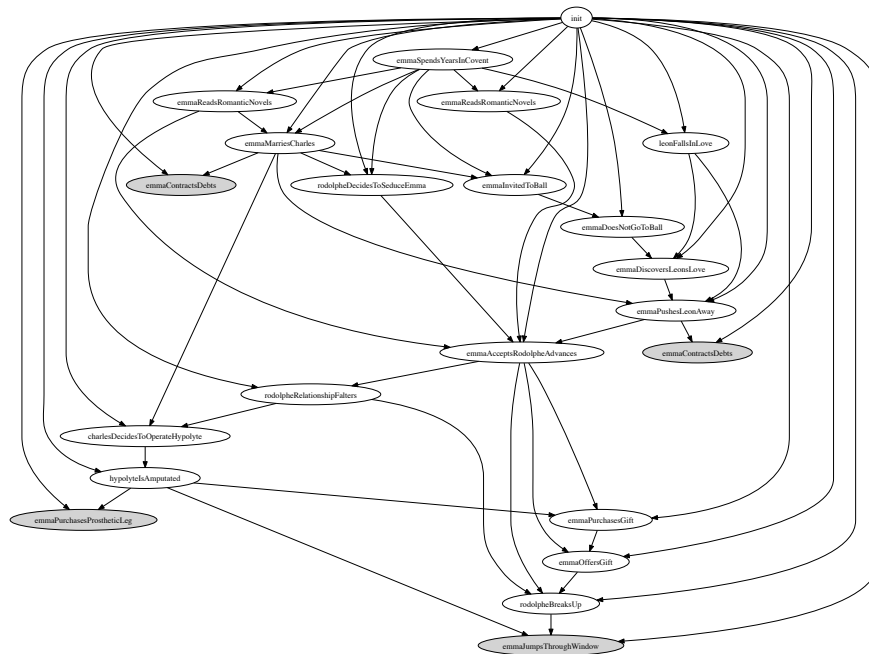 init
emmaSpendsYearsInCovent
emmaReadsRomanticNovels
emmaReadsRomanticNovels
emmaMarriesCharles
leonFallsInLove
emmaContractsDebts
rodolpheDecidesToSeduceEmma
emmaInvitedToBall
emmaDoesNotGoToBall
emmaDiscoversLeonsLove
emmaPushesLeonAway
emmaAcceptsRodolpheAdvances
emmaContractsDebts
rodolpheRelationshipFalters
charlesDecidesToOperateHypolyte
hypolyteIsAmputated
emmaPurchasesProstheticLeg
emmaPurchasesGift
emmaOffersGift
rodolpheBreaksUp
emmaJumpsThroughWindow